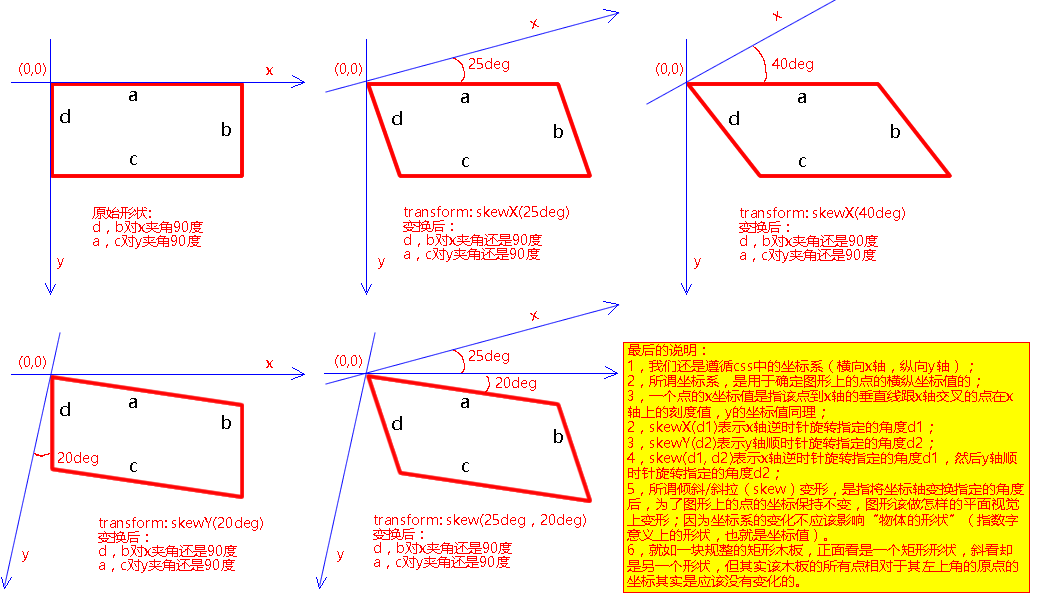 (0,0)
x
a
d
b
c
原始形状:
d，b对x夹角90度
a，c对y夹角90度
y
(0,0)
x
25deg
a
d
b
c
transform: skewX(25deg)
变换后：
d，b对x夹角还是90度
a，c对y夹角还是90度
y
(0,0)
x
40deg
a
d
b
c
transform: skewX(40deg)
变换后：
d，b对x夹角还是90度
a，c对y夹角还是90度
y
(0,0)
x
a
d
b
c
20deg
transform: skewY(20deg)
变换后：
d，b对x夹角还是90度
a，c对y夹角还是90度
y
(0,0)
x
25deg
20deg
a
d
b
c
transform: skew(25deg，20deg)
变换后：
d，b对x夹角还是90度
a，c对y夹角还是90度
y
最后的说明：
1，我们还是遵循css中的坐标系（横向x轴，纵向y轴）；
2，所谓坐标系，是用于确定图形上的点的横纵坐标值的；
3，一个点的x坐标值是指该点到x轴的垂直线跟x轴交叉的点在x
轴上的刻度值，y的坐标值同理；
2，skewX(d1)表示x轴逆时针旋转指定的角度d1；
3，skewY(d2)表示y轴顺时针旋转指定的角度d2；
4，skew(d1, d2)表示x轴逆时针旋转指定的角度d1，然后y轴顺
时针旋转指定的角度d2；
5，所谓倾斜/斜拉（skew）变形，是指将坐标轴变换指定的角度
后，为了图形上的点的坐标保持不变，图形该做怎样的平面视觉
上变形；因为坐标系的变化不应该影响“物体的形状”（指数字
意义上的形状，也就是坐标值）。
6，就如一块规整的矩形木板，正面看是一个矩形形状，斜看却
是另一个形状，但其实该木板的所有点相对于其左上角的原点的
坐标其实是应该没有变化的。